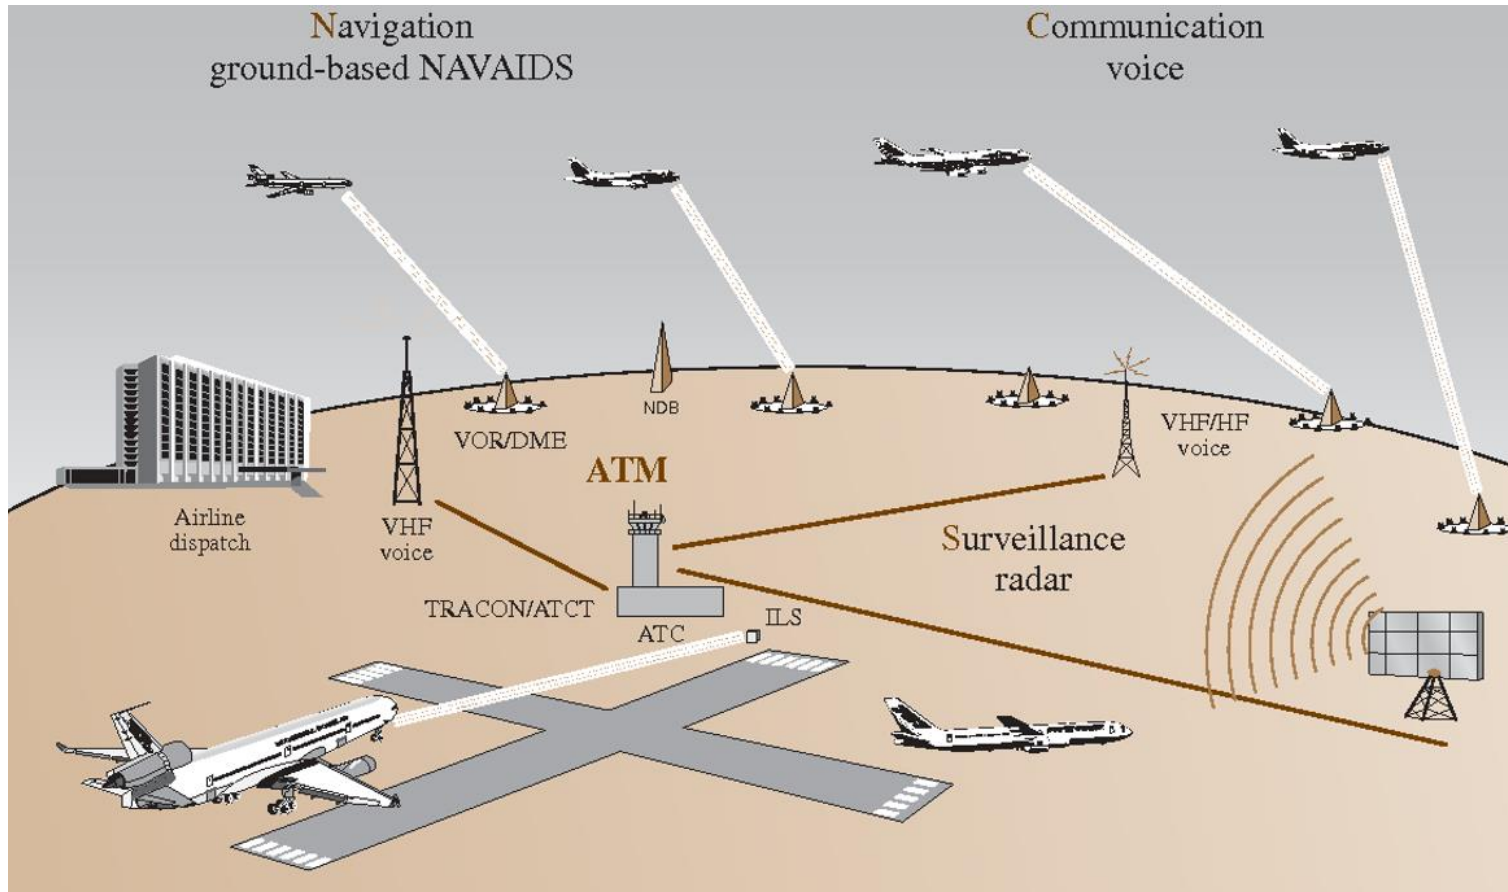 Navigation
ground-based NAVAIDS
Communication
voice
NDB
VOR/DME
VHF/HF
voice
ATM
Airline
dispatch
VHF
voice
Surveillance
radar
TRACON/ATCT
ATC
ILS